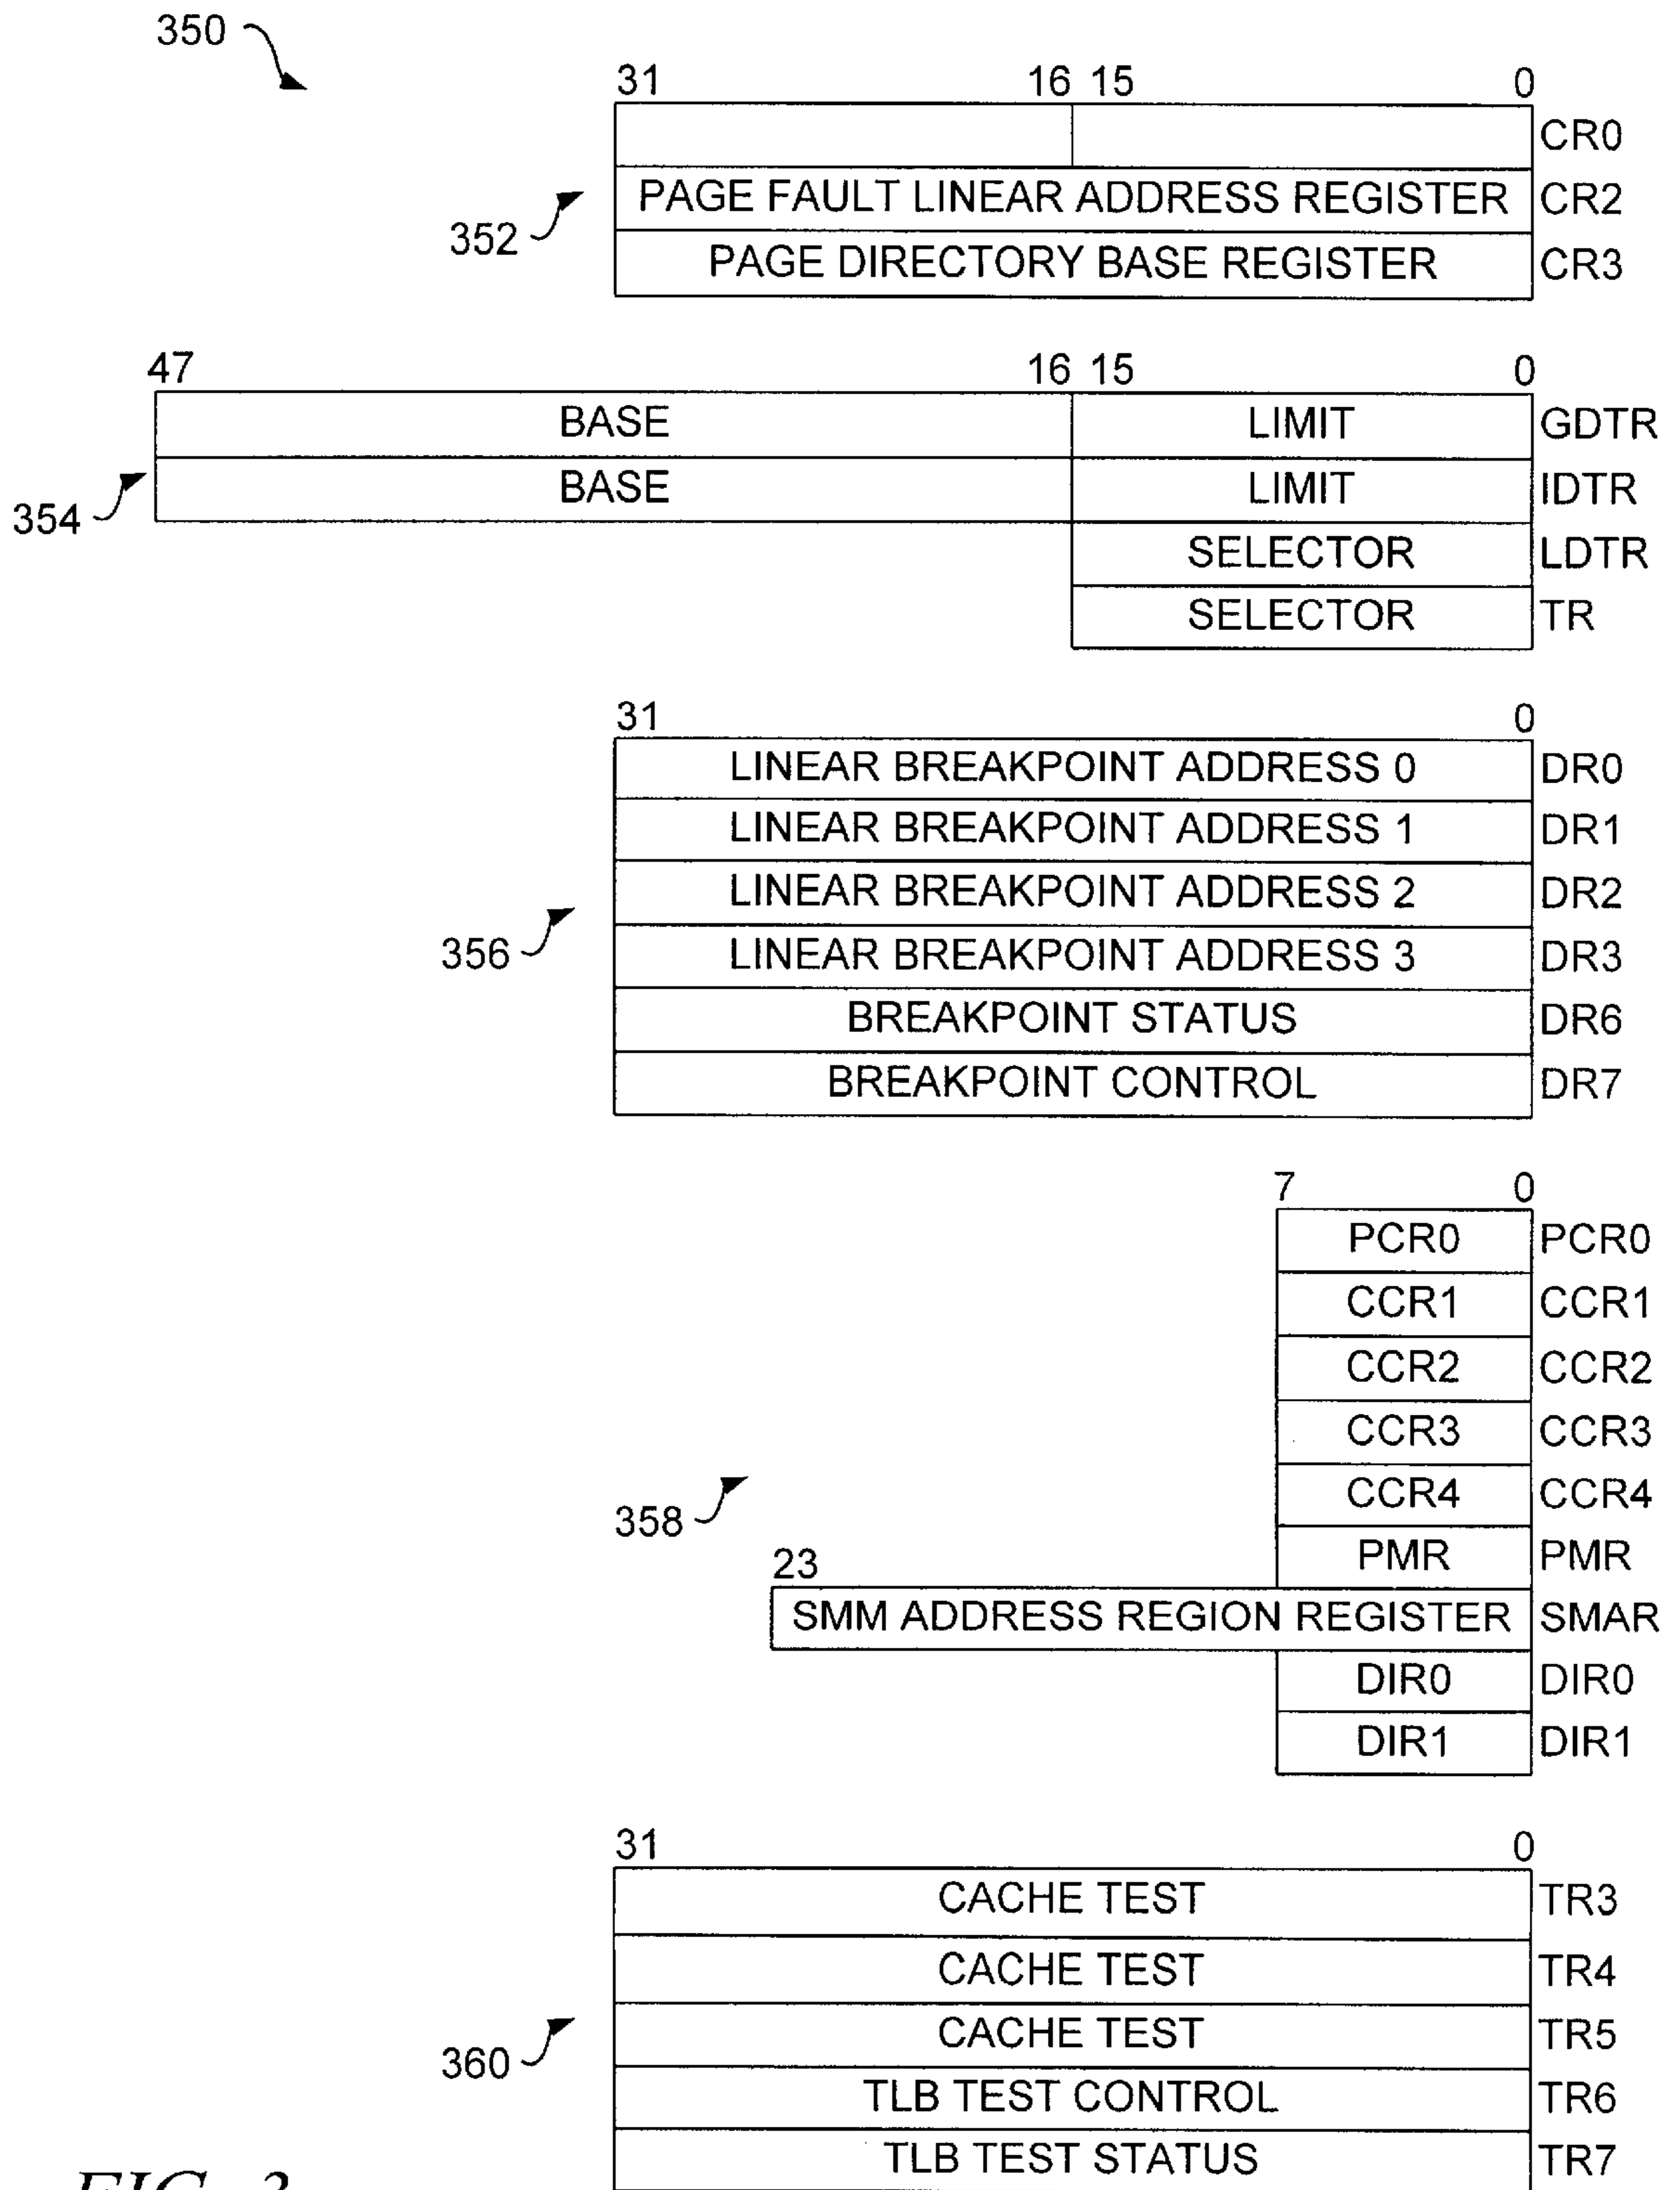 350
31 16 15 0
CR0
PAGE FAULT LINEAR ADDRESS REGISTER CR2
352
PAGE DIRECTORY BASE REGISTER CR3
47 16 15 0
BASE LIMIT GDTR
354 BASE LIMIT IDTR
SELECTOR LDTR
SELECTOR TR
31 0
LINEAR BREAKPOINT ADDRESS 0 DR0
LINEAR BREAKPOINT ADDRESS 1 DR1
LINEAR BREAKPOINT ADDRESS 2 DR2
356 LINEAR BREAKPOINT ADDRESS 3 DR3
BREAKPOINT STATUS DR6
BREAKPOINT CONTROL DR7
7 0
PCR0 PCR0
CCR1 CCR1
CCR2 CCR2
CCR3 CCR3
CCR4 CCR4
358
PMR PMR
23
SMM ADDRESS REGION REGISTER SMAR
DIR0 DIR0
DIR1 DIR1
31 0
CACHE TEST TR3
CACHE TEST TR4
CACHE TEST TR5
360
TLB TEST CONTROL TR6
TLB TEST STATUS TR7
FIG. 3